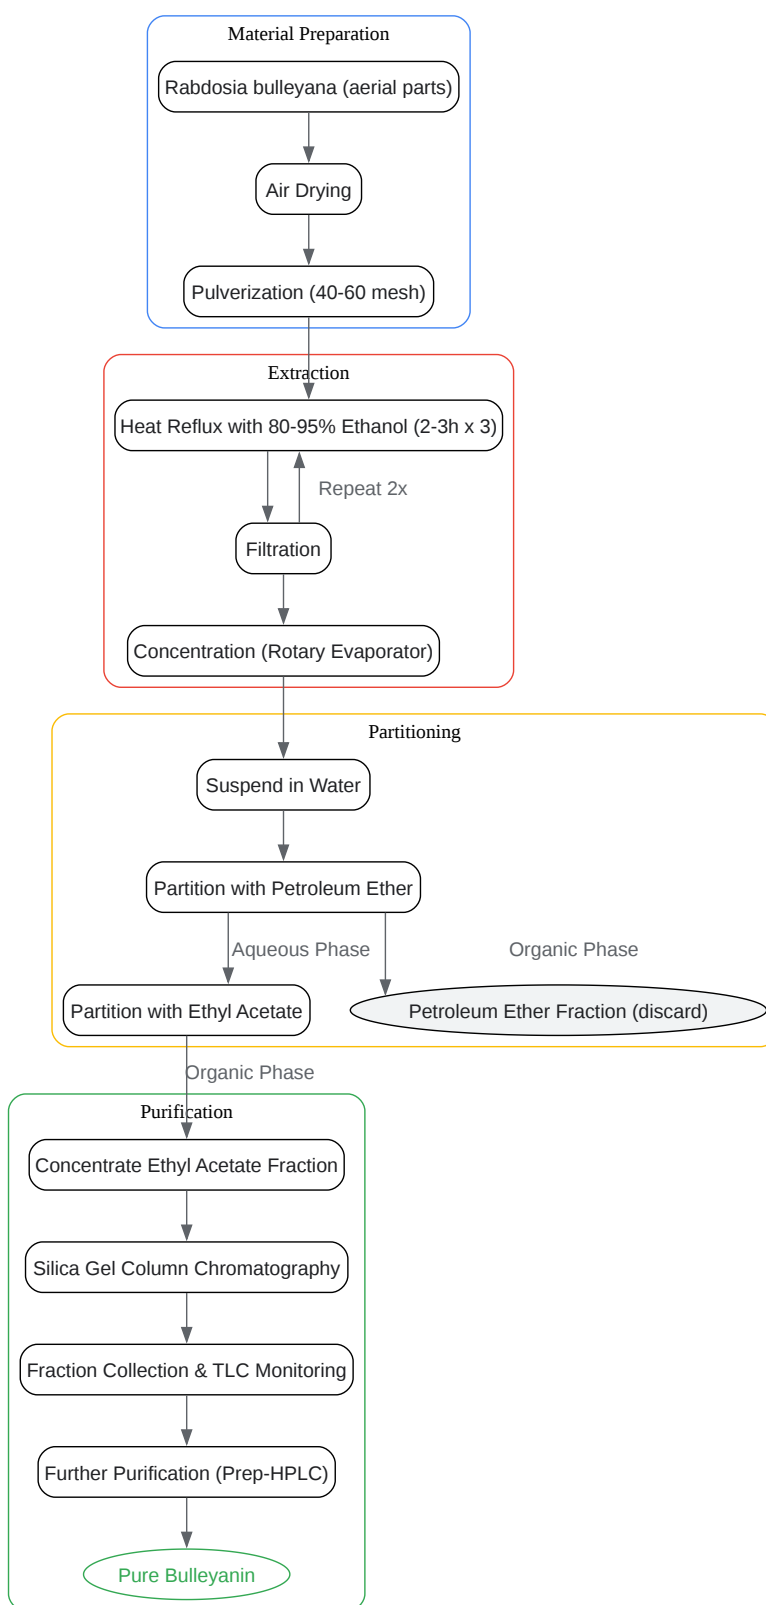 Material Preparation
Rabdosia bulleyana (aerial parts)
Air Drying
Pulverization (40-60 mesh)
Extraction
Heat Reflux with 80-95% Ethanol (2-3h x 3)
Repeat 2x
Filtration
Concentration (Rotary Evaporator)
Partitioning
Suspend in Water
Partition with Petroleum Ether
Aqueous Phase
Organic Phase
Partition with Ethyl Acetate
Petroleum Ether Fraction (discard)
Organic Phase
Purification
Concentrate Ethyl Acetate Fraction
Silica Gel Column Chromatography
Fraction Collection & TLC Monitoring
Further Purification (Prep-HPLC)
Pure Bulleyanin